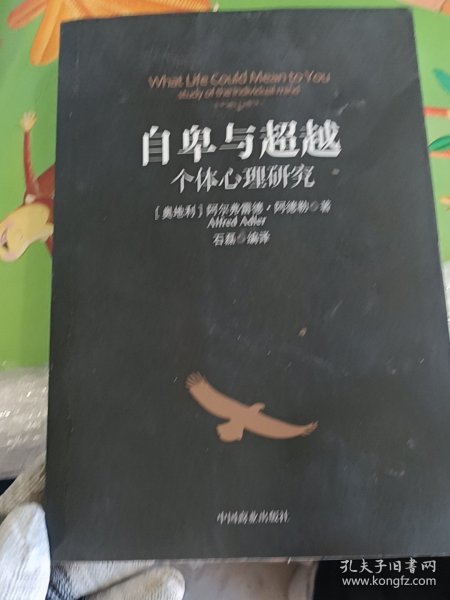 What Life Could Mean to You
study of the individual mind
自卑与超越
个体心理研究
[奥地利]阿尔弗雷德·阿德勒 著
Alfred Adler
石磊 编译
中国商业出版社
孔夫子旧书网
www.kongfz.com